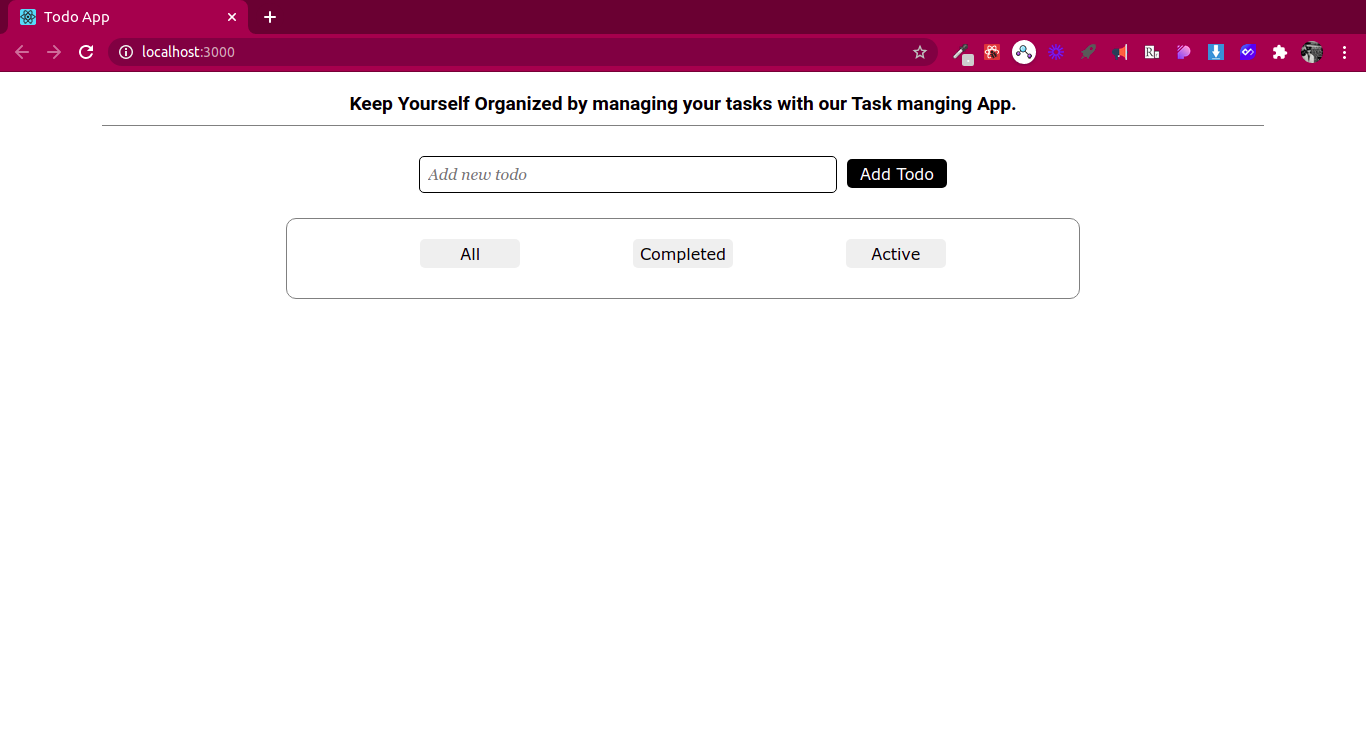 Todo App
localhost:3000
Keep Yourself Organized by managing your tasks with our Task manging App.
Add new todo
Add Todo
All
Completed
Active